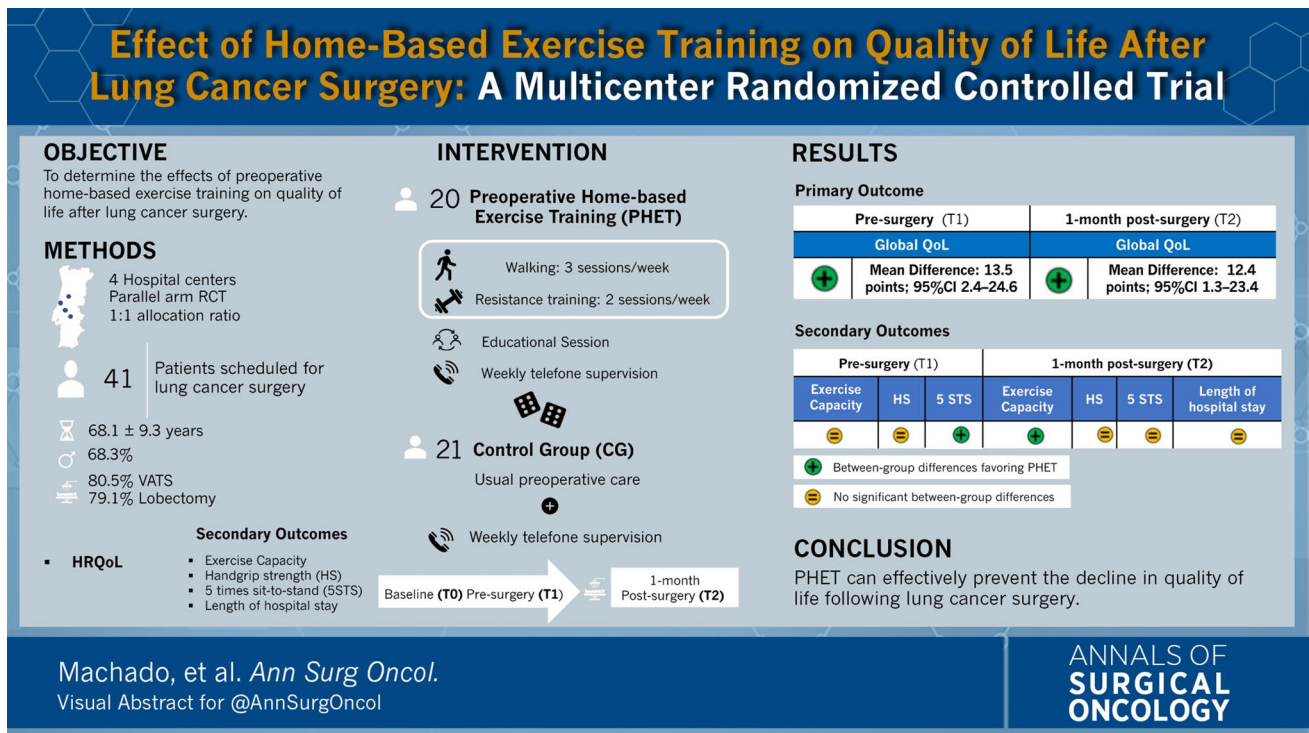 Effect of Home-Based Exercise Training on Quality of Life After
Lung Cancer Surgery: A Multicenter Randomized Controlled Trial
OBJECTIVE
To determine the effects of preoperative
home-based exercise training on quality of
life after lung cancer surgery.
METHODS
4 Hospital centers
Parallel arm RCT
1:1 allocation ratio
41
Patients scheduled for
lung cancer surgery
68.1 ± 9.3 years
68.3%
80.5% VATS
79.1% Lobectomy
▪ HRQoL
Secondary Outcomes
▪ Exercise Capacity
▪ Handgrip strength (HS)
▪ 5 times sit-to-stand (5STS)
▪ Length of hospital stay
INTERVENTION
20 Preoperative Home-based
Exercise Training (PHET)
Walking: 3 sessions/week
Resistance training: 2 sessions/week
Educational Session
Weekly telefone supervision
21 Control Group (CG)
Usual preoperative care
+
Weekly telefone supervision
Baseline (T0) Pre-surgery (T1)
1-month
Post-surgery (T2)
RESULTS
Primary Outcome
Pre-surgery (T1) 1-month post-surgery (T2)
Global QoL Global QoL
+ Mean Difference: 13.5
points; 95%CI 2.4–24.6
+ Mean Difference: 12.4
points; 95%CI 1.3–23.4
Secondary Outcomes
Pre-surgery (T1) 1-month post-surgery (T2)
Exercise
Capacity
HS
5 STS
Exercise
Capacity
HS
5 STS
Length of
hospital stay
= = + + = = =
+ Between-group differences favoring PHET
= No significant between-group differences
CONCLUSION
PHET can effectively prevent the decline in quality of
life following lung cancer surgery.
Machado, et al. Ann Surg Oncol.
Visual Abstract for @AnnSurgOncol
ANNALS OF
SURGICAL
ONCOLOGY